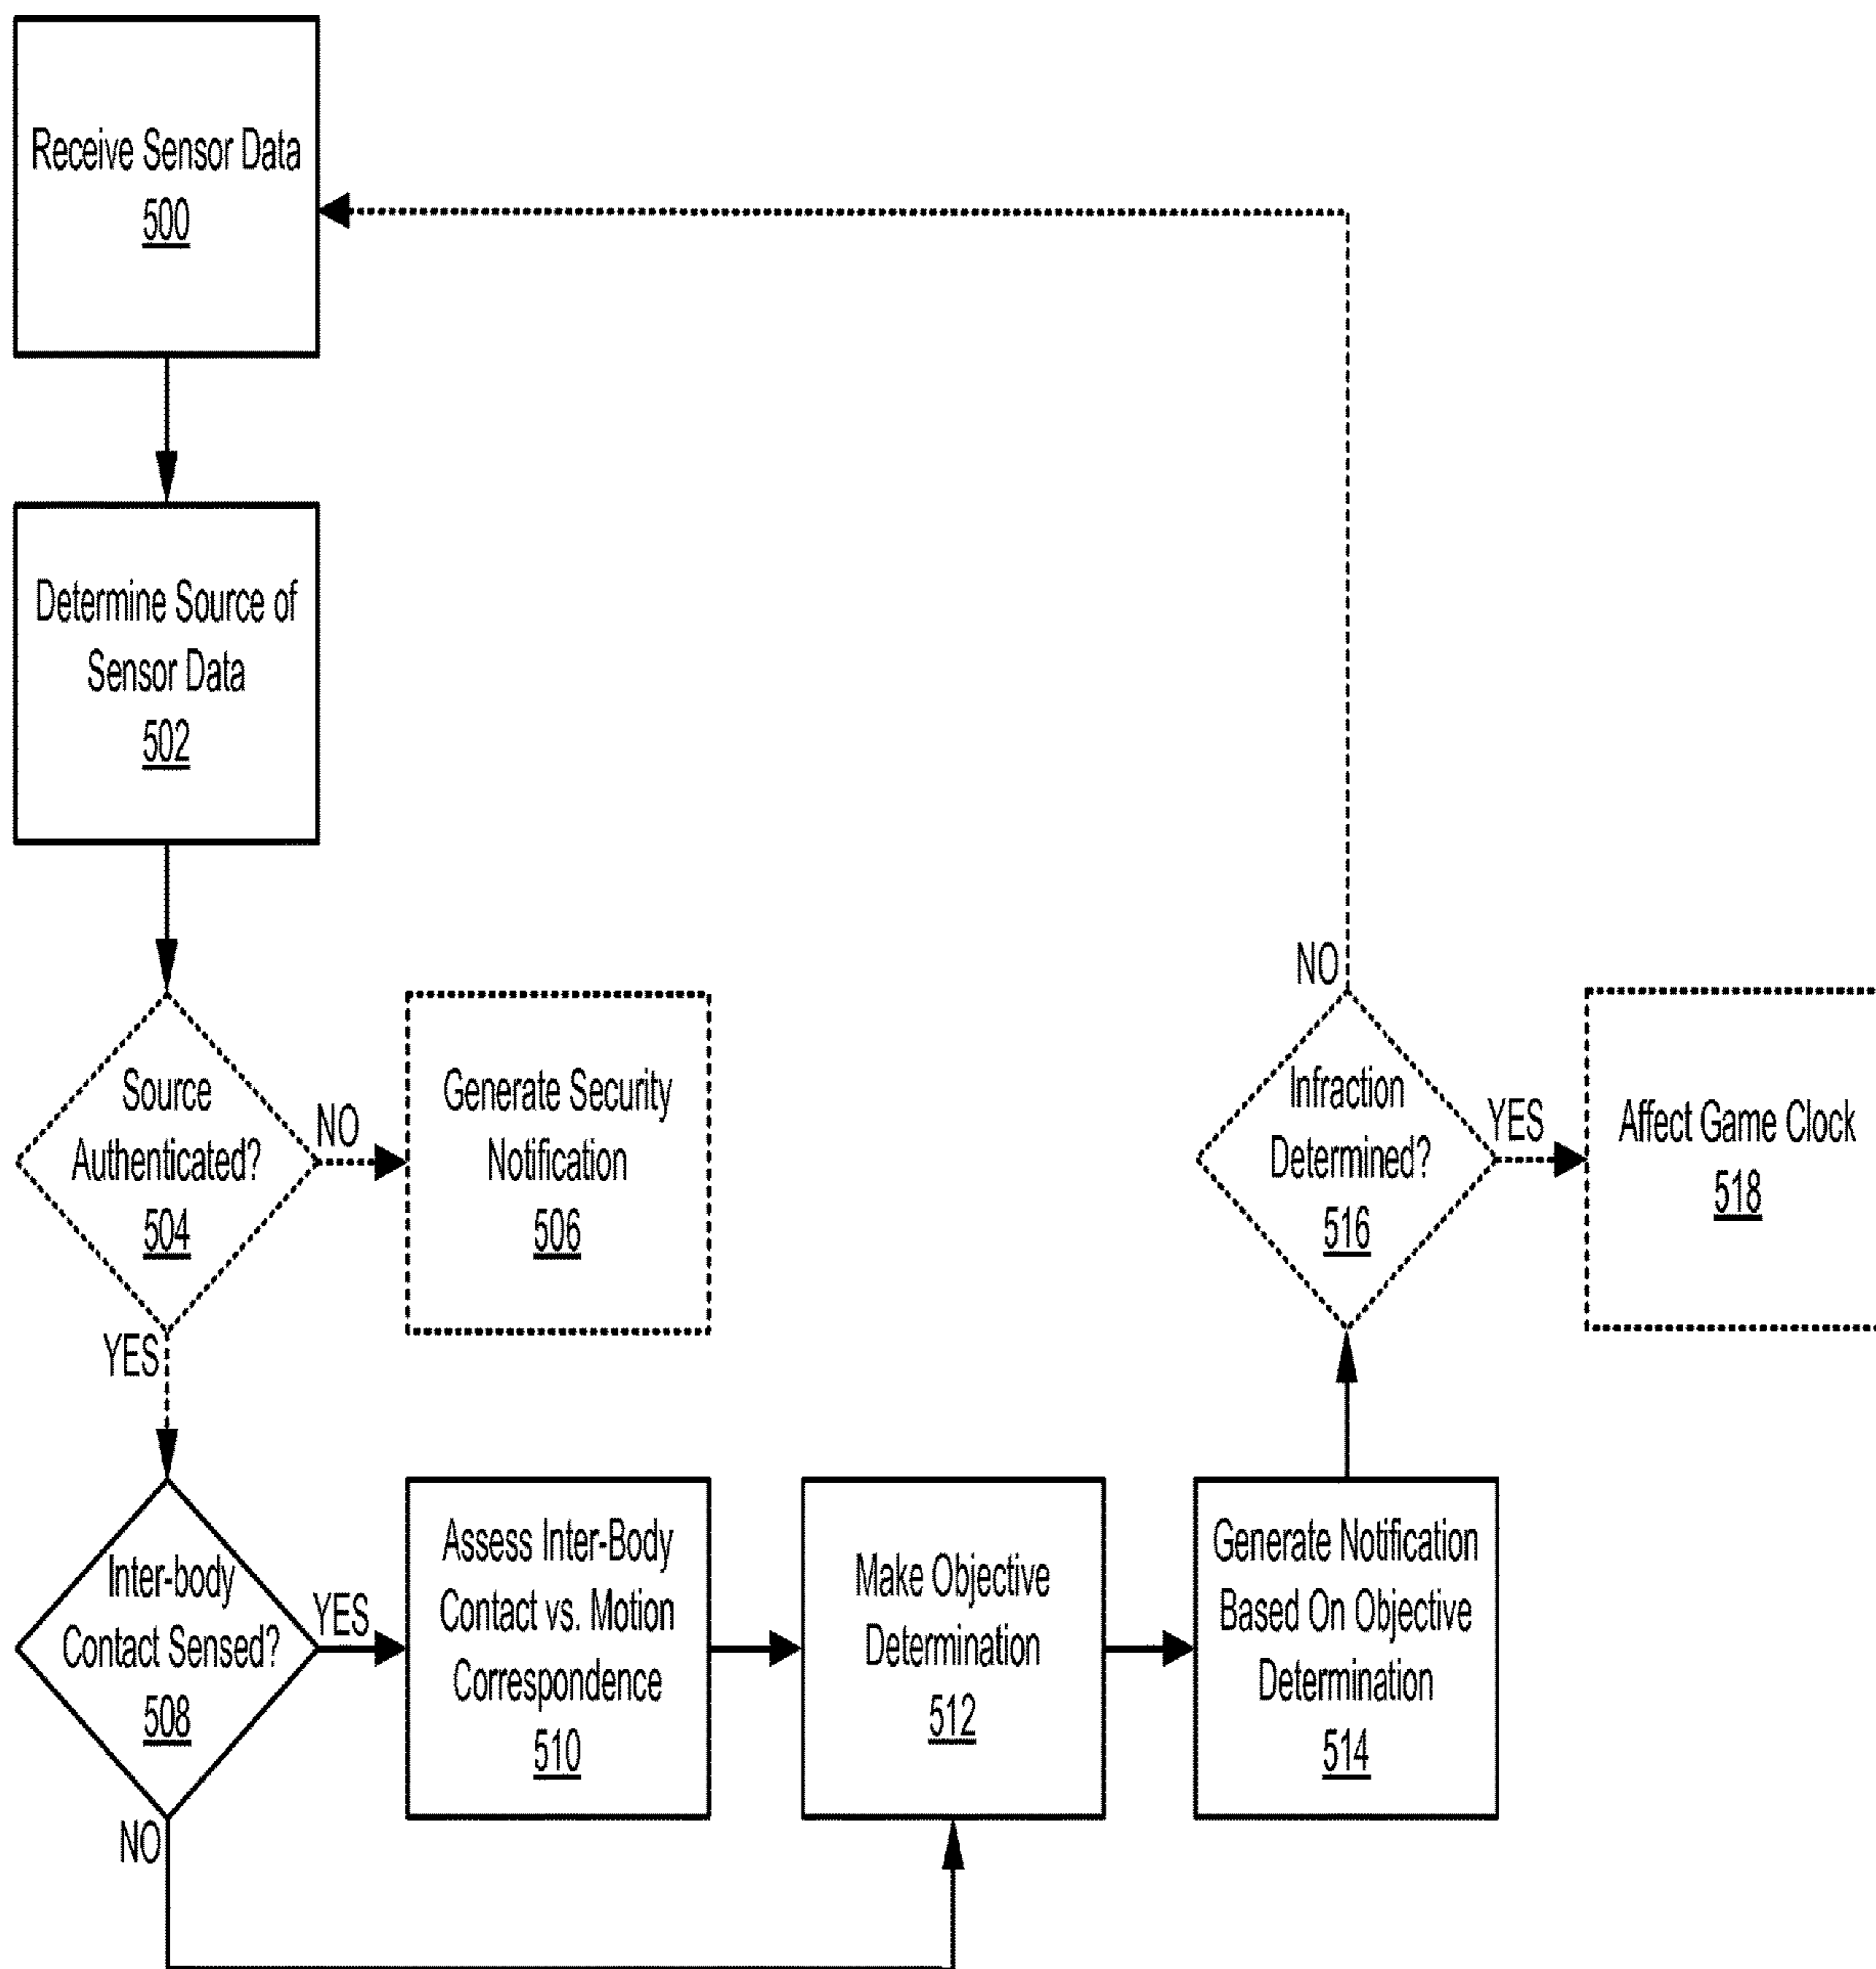 Receive Sensor Data
500
Determine Source of
Sensor Data
502
Source
Authenticated?
504
NO
YES
Generate Security
Notification
506
Inter-body
Contact Sensed?
508
YES
NO
Assess Inter-Body
Contact vs. Motion
Correspondence
510
Make Objective
Determination
512
Generate Notification
Based On Objective
Determination
514
Infraction
Determined?
516
NO
YES
Affect Game Clock
518